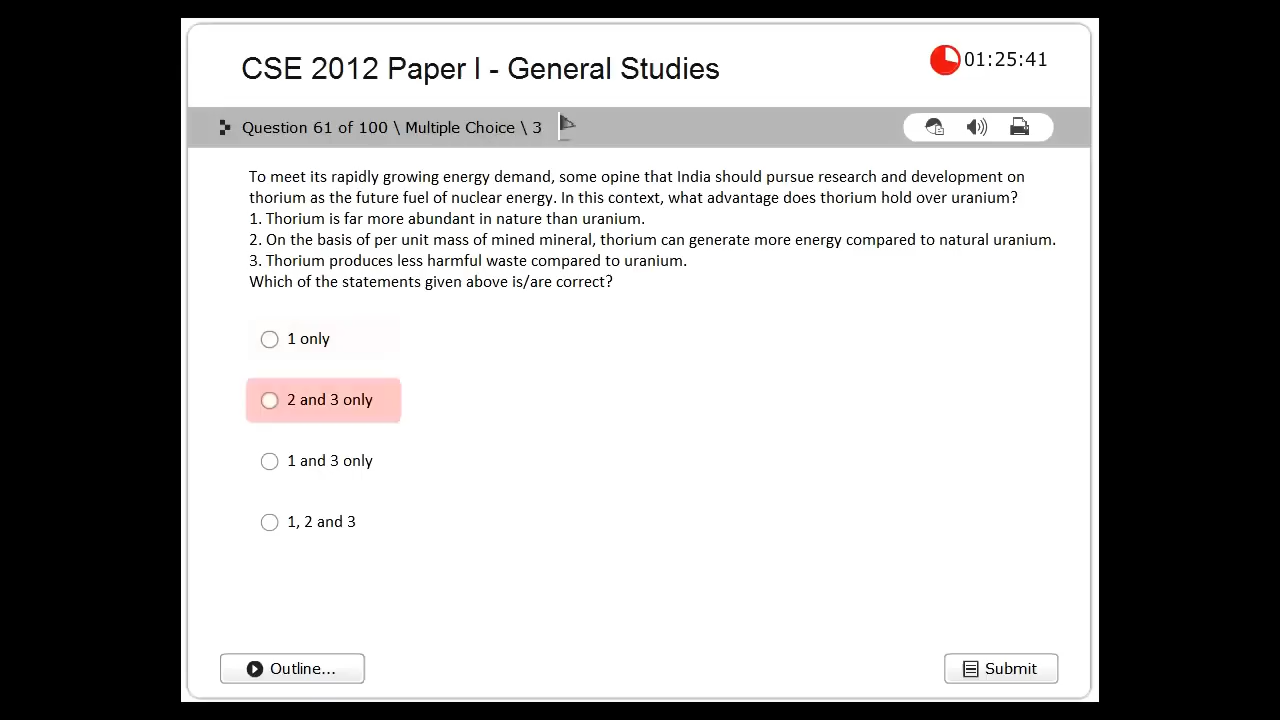 CSE 2012 Paper I - General Studies
01:25:41
Question 61 of 100 \ Multiple Choice \ 3
To meet its rapidly growing energy demand, some opine that India should pursue research and development on
thorium as the future fuel of nuclear energy. In this context, what advantage does thorium hold over uranium?
1. Thorium is far more abundant in nature than uranium.
2. On the basis of per unit mass of mined mineral, thorium can generate more energy compared to natural uranium.
3. Thorium produces less harmful waste compared to uranium.
Which of the statements given above is/are correct?
1 only
2 and 3 only
1 and 3 only
1, 2 and 3
Outline...
Submit